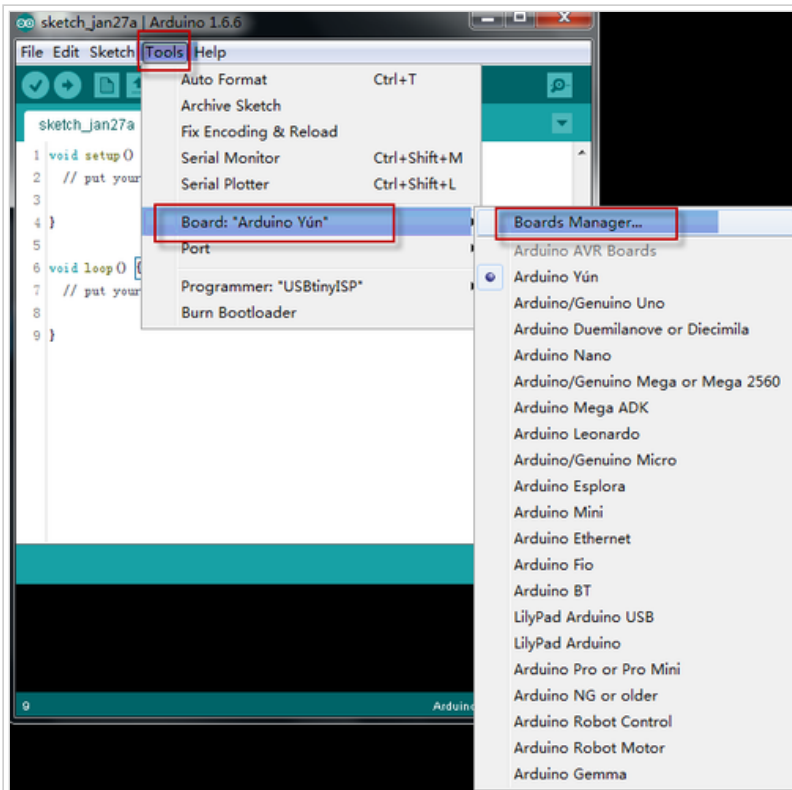 sketch_jan27a | Arduino 1.6.6
File Edit Sketch Tools Help
Auto Format Ctrl+T
Archive Sketch
Fix Encoding & Reload
Serial Monitor Ctrl+Shift+M
Serial Plotter Ctrl+Shift+L
Board: "Arduino Yún"
Port
Programmer: "USBtinyISP"
Burn Bootloader
sketch_jan27a
1 void setup()
2 // put your
3
4 }
5
6 void loop() {
7 // put your
8
9 }
Boards Manager...
Arduino AVR Boards
Arduino Yún
Arduino/Genuino Uno
Arduino Duemilanove or Diecimila
Arduino Nano
Arduino/Genuino Mega or Mega 2560
Arduino Mega ADK
Arduino Leonardo
Arduino/Genuino Micro
Arduino Esplora
Arduino Mini
Arduino Ethernet
Arduino Fio
Arduino BT
LilyPad Arduino USB
LilyPad Arduino
Arduino Pro or Pro Mini
Arduino NG or older
Arduino Robot Control
Arduino Robot Motor
Arduino Gemma
9 Arduino